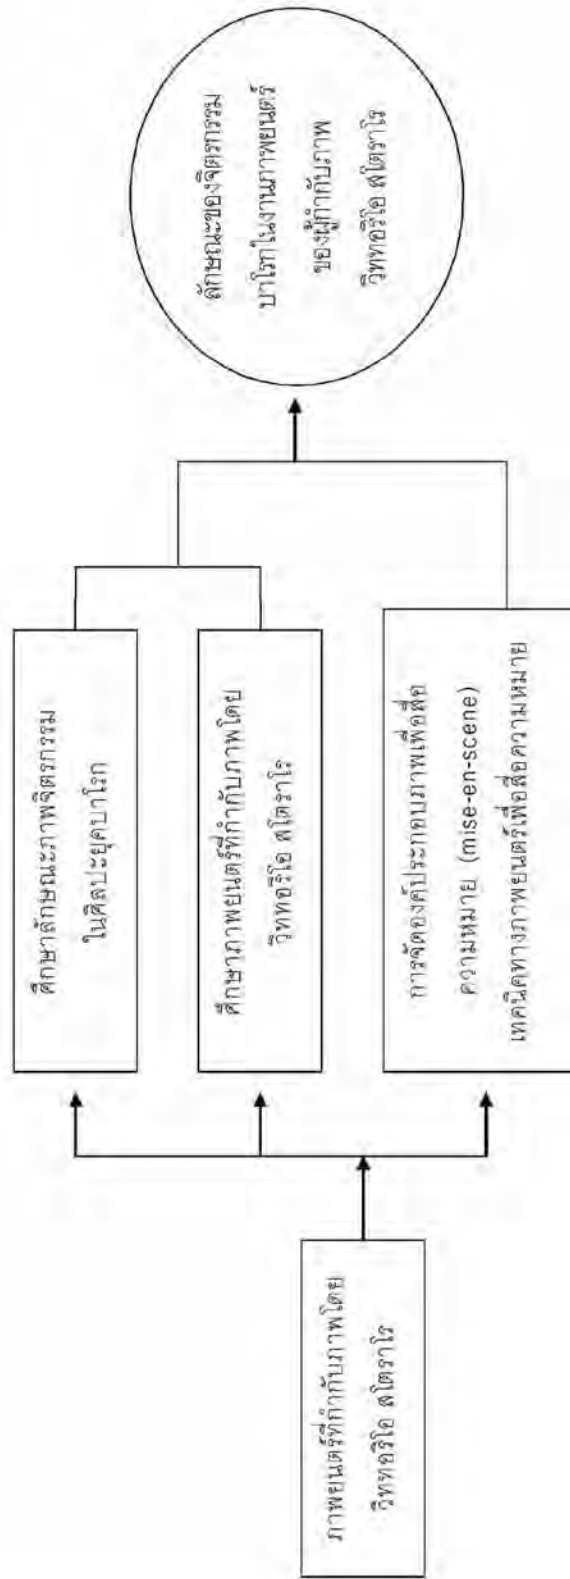 ภาพยนตร์ที่กำกับภาพโดย
วิททอริโอ สโตราโร
ศึกษาลักษณะภาพจิตรกรรม
ในศิลปะยุคบาโรก
ศึกษาภาพยนตร์ที่กำกับภาพโดย
วิททอริโอ สโตราโร
การจัดองค์ประกอบภาพเพื่อสื่อ
ความหมาย (mise-en-scene)
เทคนิคทางภาพยนตร์เพื่อสื่อความหมาย
ลักษณะของจิตรกรรม
บาโรกในงานภาพยนตร์
ของผู้กำกับภาพ
วิททอริโอ สโตราโร